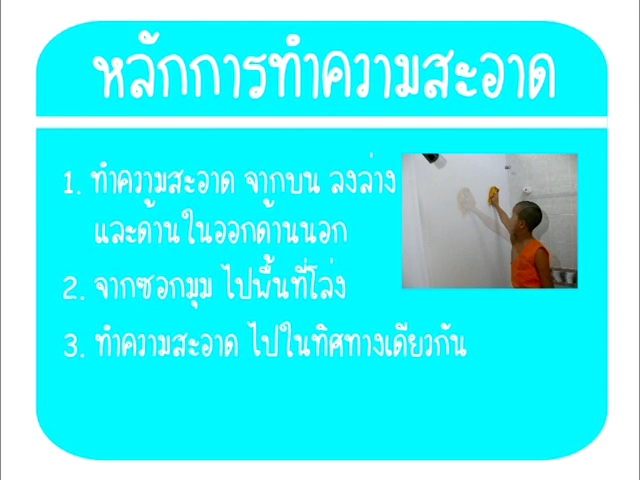 หลักการทำความสะอาด
1. ทำความสะอาด จากบน ลงล่าง
และด้านในออกด้านนอก
2. จากซอกมุม ไปพื้นที่โล่ง
3. ทำความสะอาด ไปในทิศทางเดียวกัน